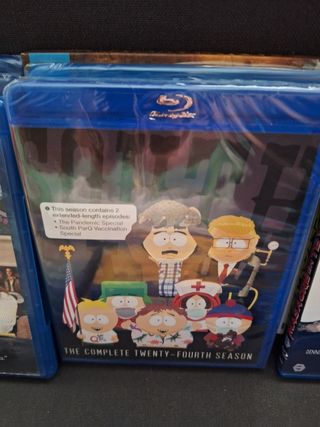 Blu-ray Disc
This season contains 2
extended-length episodes:
• The Pandemic Special
• South ParQ Vaccination
Special
THE COMPLETE TWENTY-FOURTH SEASON
DENNI